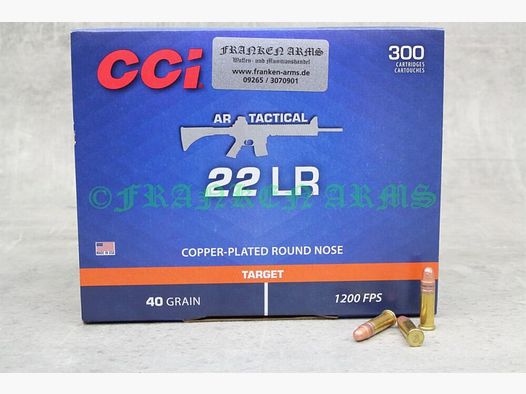 CCi
FRANKEN ARMS
Waffen- und Munitionshandel
www.franken-arms.de
09265 / 3070901
300
CARTRIDGES
CARTOUCHES
AR TACTICAL
22 LR
©FRANKEN ARMS
COPPER-PLATED ROUND NOSE
TARGET
40 GRAIN
1200 FPS